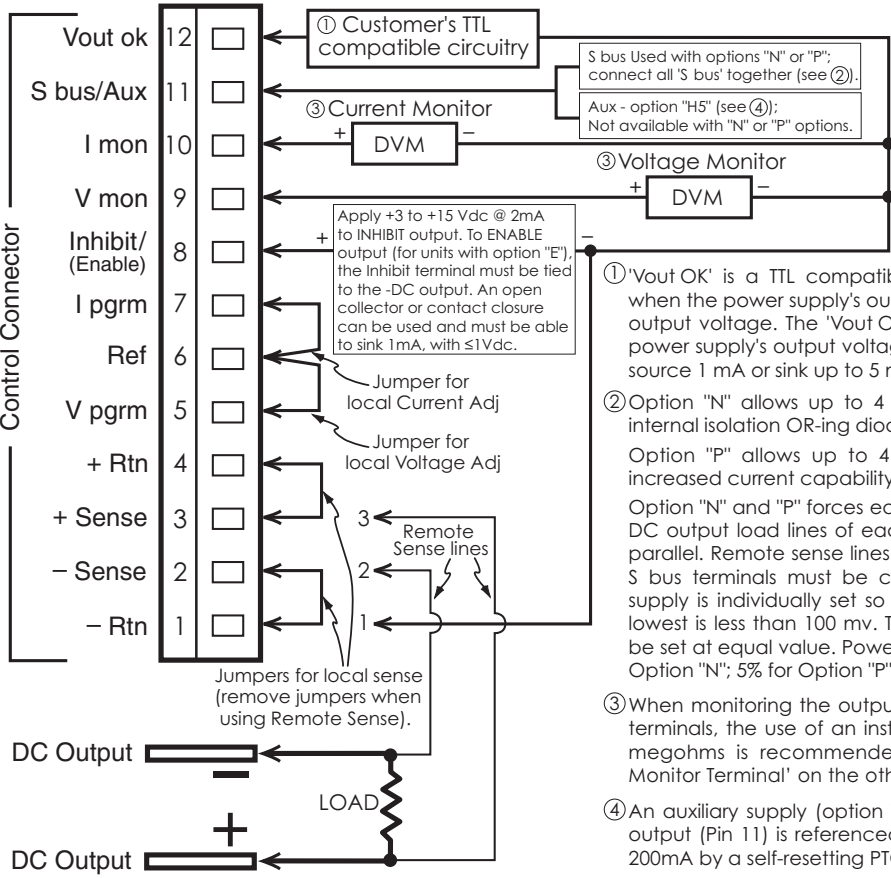 Control Connector
Vout ok 12
S bus/Aux 11
I mon 10
V mon 9
Inhibit/ 8
(Enable)
I pgrm 7
Ref 6
V pgrm 5
+ Rtn 4
+ Sense 3
– Sense 2
– Rtn 1
① Customer's TTL
compatible circuitry
S bus Used with options "N" or "P";
connect all 'S bus' together (see ②).
Aux - option "H5" (see ④);
Not available with "N" or "P" options.
③ Current Monitor
+ DVM –
③ Voltage Monitor
+ DVM –
+ –
Apply +3 to +15 Vdc @ 2mA
to INHIBIT output. To ENABLE
output (for units with option "E"),
the Inhibit terminal must be tied
to the -DC output. An open
collector or contact closure
can be used and must be able
to sink 1mA, with ≤1Vdc.
Jumper for
local Current Adj
Jumper for
local Voltage Adj
3
2
1
Remote
Sense lines
Jumpers for local sense
(remove jumpers when
using Remote Sense).
DC Output
–
LOAD
+
DC Output
① 'Vout OK' is a TTL compatib
when the power supply's ou
output voltage. The 'Vout O
power supply's output voltag
source 1 mA or sink up to 5 m
② Option "N" allows up to 4
internal isolation OR-ing diod
Option "P" allows up to 4
increased current capability
Option "N" and "P" forces eq
DC output load lines of eac
parallel. Remote sense lines
S bus terminals must be c
supply is individually set so
lowest is less than 100 mv. T
be set at equal value. Powe
Option "N"; 5% for Option "P"
③ When monitoring the outpu
terminals, the use of an inst
megohms is recommende
Monitor Terminal' on the oth
④ An auxiliary supply (option
output (Pin 11) is referenced
200mA by a self-resetting PTC